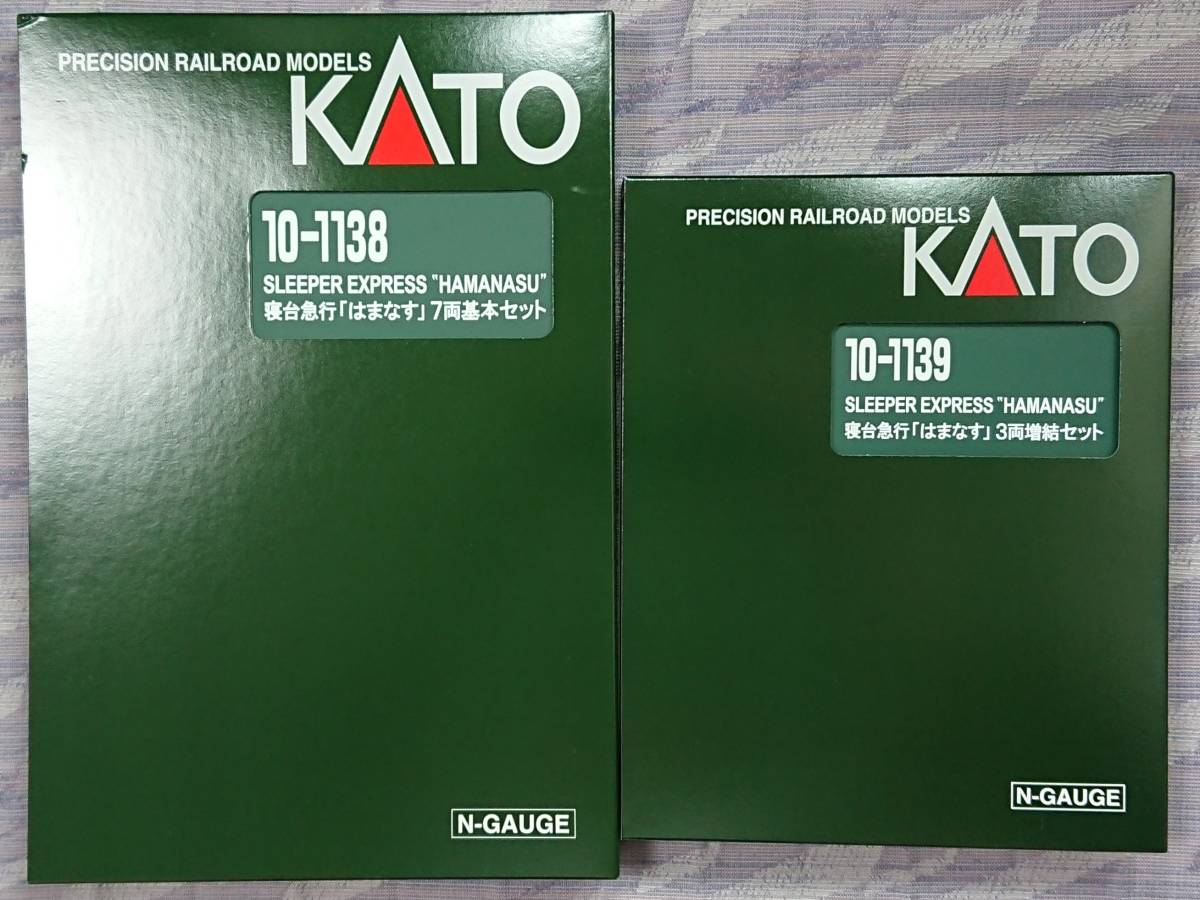 PRECISION RAILROAD MODELS
KATO
10-1138
SLEEPER EXPRESS "HAMANASU"
寝台急行「はまなす」7両基本セット
N-GAUGE
PRECISION RAILROAD MODELS
KATO
10-1139
SLEEPER EXPRESS "HAMANASU"
寝台急行「はまなす」3両増結セット
N-GAUGE